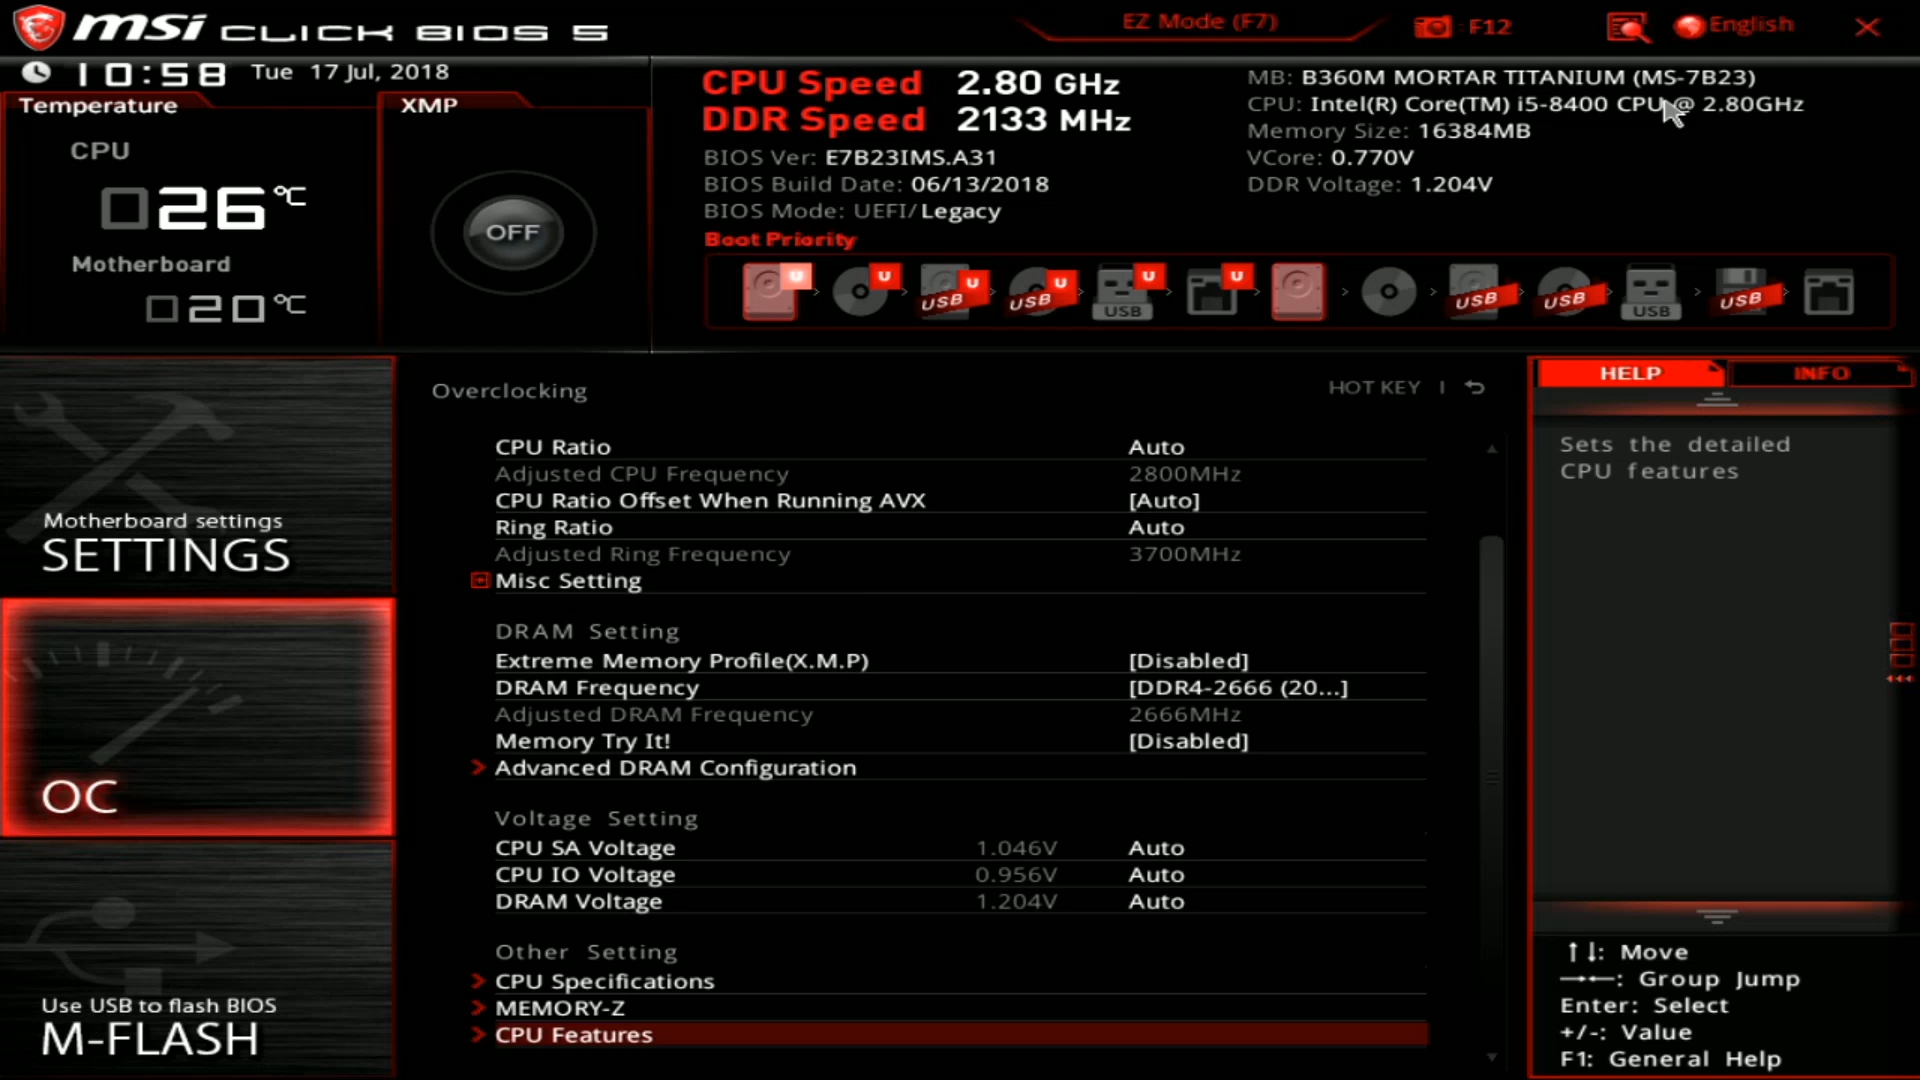 msi CLICK BIOS 5
EZ Mode (F7)
: F12
English
10:58 Tue 17 Jul, 2018
Temperature
CPU
026°C
Motherboard
020°C
XMP
OFF
CPU Speed 2.80 GHz
DDR Speed 2133 MHz
BIOS Ver: E7B23IMS.A31
BIOS Build Date: 06/13/2018
BIOS Mode: UEFI/Legacy
MB: B360M MORTAR TITANIUM (MS-7B23)
CPU: Intel(R) Core(TM) i5-8400 CPU @ 2.80GHz
Memory Size: 16384MB
VCore: 0.770V
DDR Voltage: 1.204V
Boot Priority
U U U U U U
USB USB USB USB USB USB USB
Motherboard settings
SETTINGS
OC
Use USB to flash BIOS
M-FLASH
Overclocking
HOT KEY |
CPU Ratio Auto
Adjusted CPU Frequency 2800MHz
CPU Ratio Offset When Running AVX [Auto]
Ring Ratio Auto
Adjusted Ring Frequency 3700MHz
Misc Setting
DRAM Setting
Extreme Memory Profile(X.M.P) [Disabled]
DRAM Frequency [DDR4-2666 (20...]
Adjusted DRAM Frequency 2666MHz
Memory Try It! [Disabled]
Advanced DRAM Configuration
Voltage Setting
CPU SA Voltage 1.046V Auto
CPU IO Voltage 0.956V Auto
DRAM Voltage 1.204V Auto
Other Setting
CPU Specifications
MEMORY-Z
CPU Features
HELP
INFO
Sets the detailed
CPU features
↑↓: Move
→←: Group Jump
Enter: Select
+/-: Value
F1: General Help